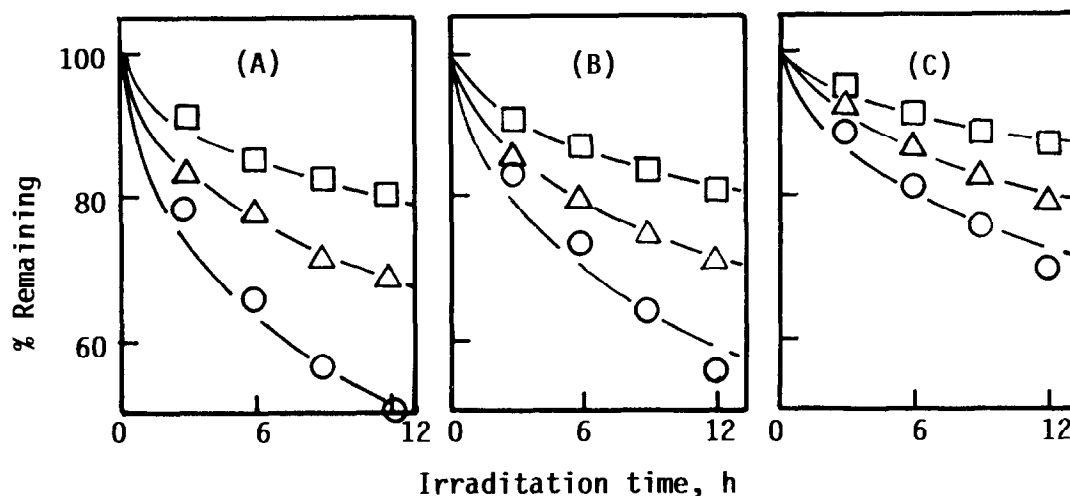 (A) (B) (C)
100
80
60
% Remaining
0 6 12 0 6 12 0 6 12
Irraditation time, h